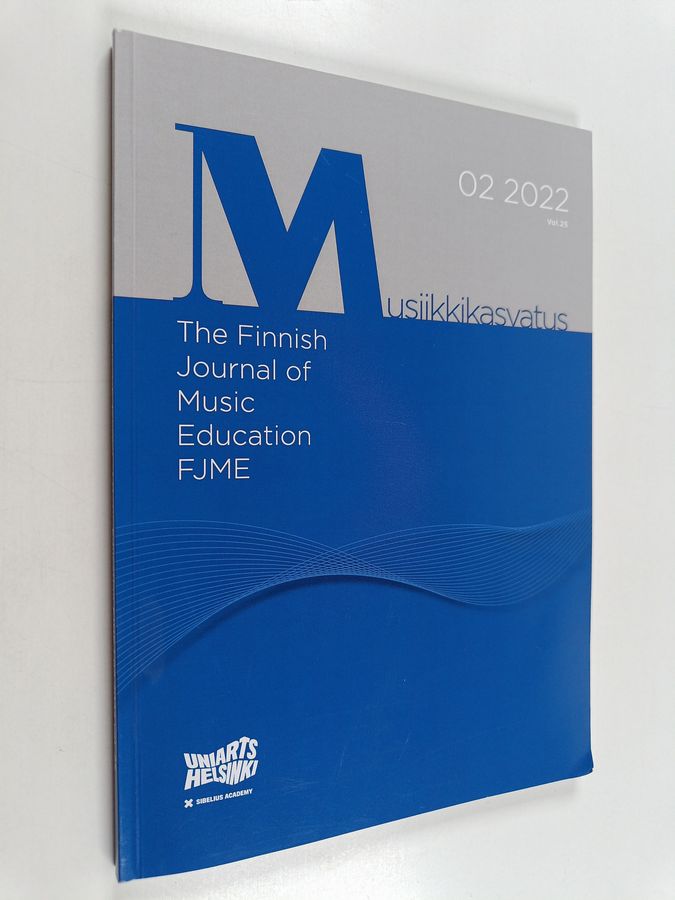 02 2022
Vol.25
Musiikkikasvatus
The Finnish
Journal of
Music
Education
FJME
UNIARTS
HELSINKI
SIBELIUS ACADEMY